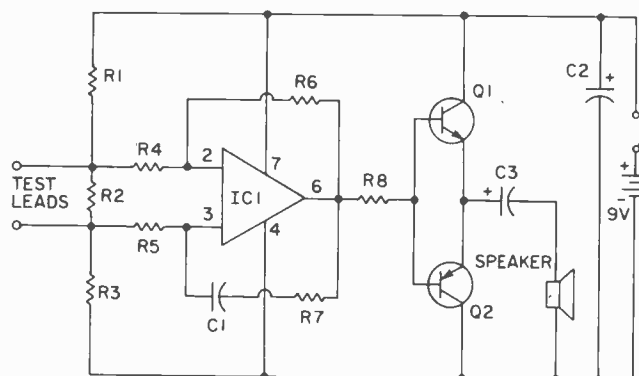 R1
R6
C2 +
Q1
R4
2
7
TEST
LEADS
R2
IC1
6
R8
+ C3
+
3
4
R5
9V
-
R3
SPEAKER
C1
R7
Q2